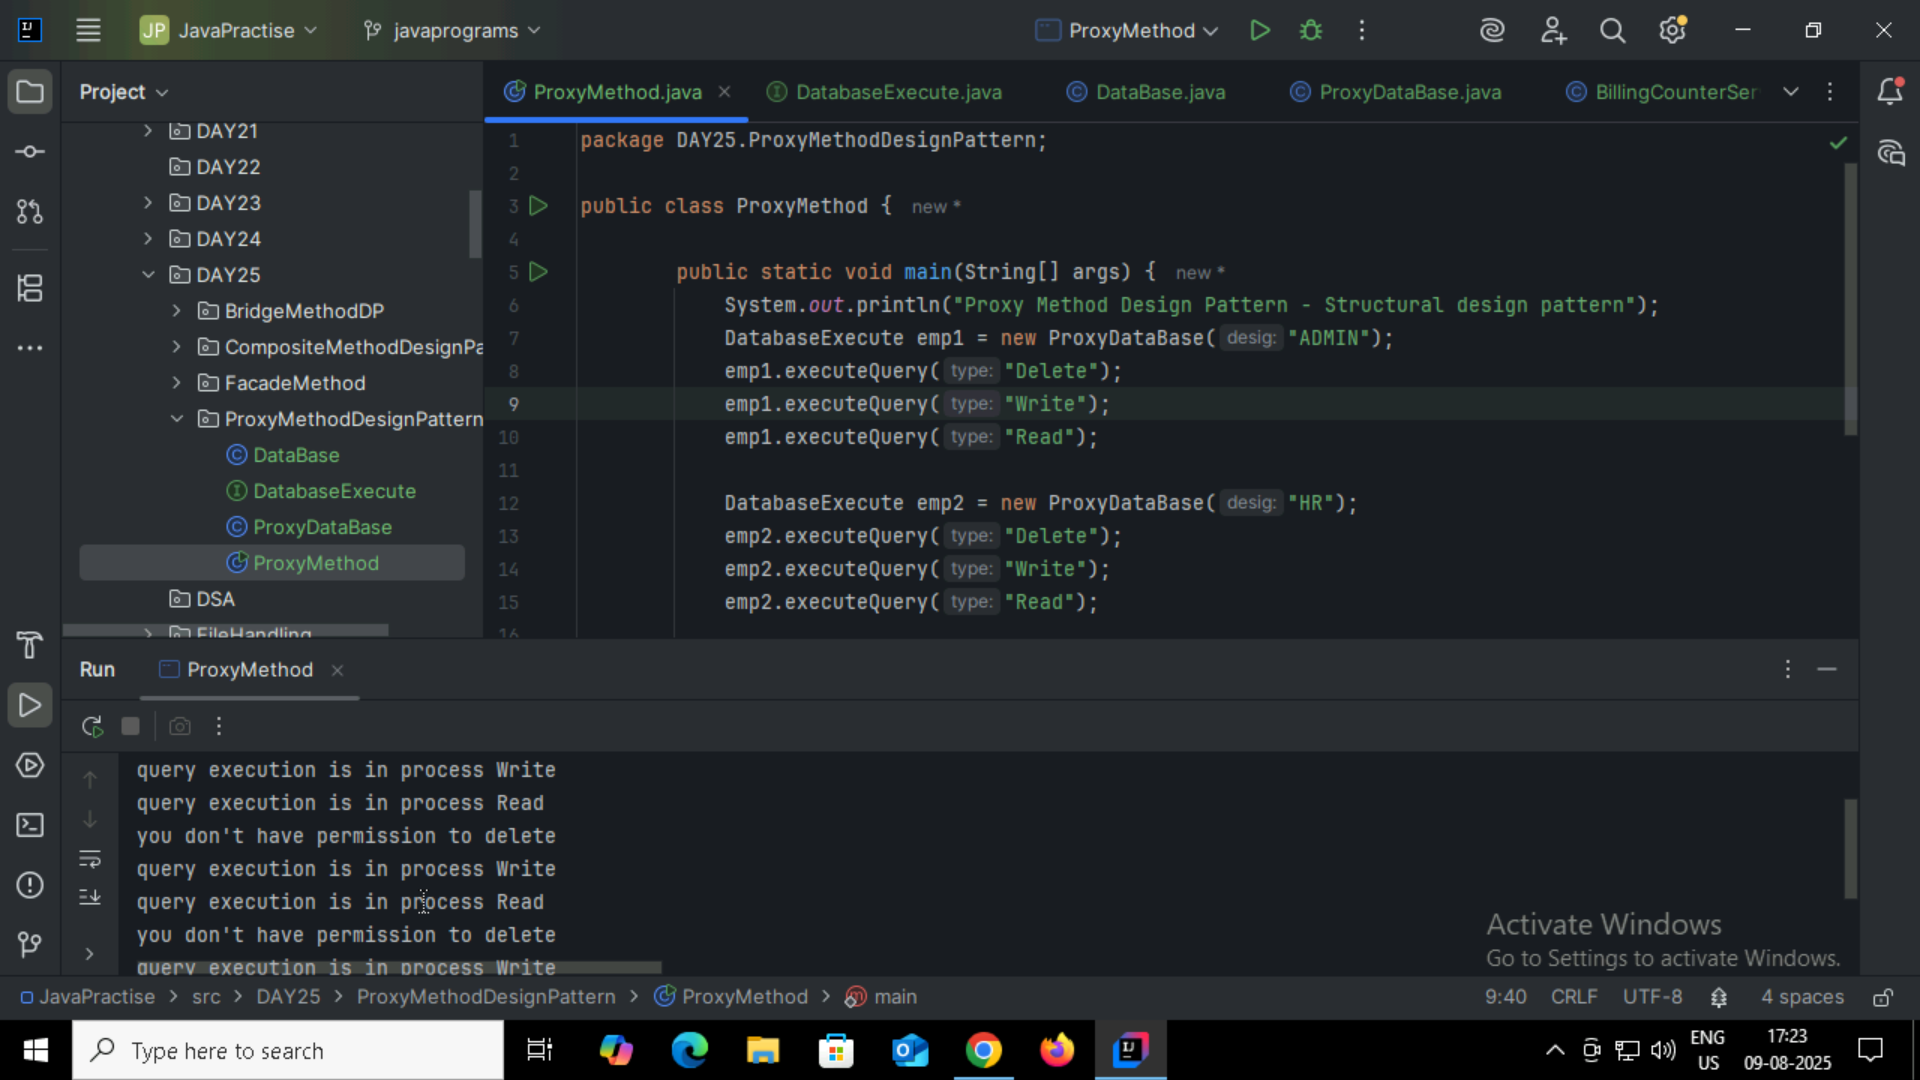 JP JavaPractise javaprograms ProxyMethod
Project ProxyMethod.java DatabaseExecute.java DataBase.java ProxyDataBase.java BillingCounterSer
DAY21
DAY22
DAY23
DAY24
DAY25
BridgeMethodDP
CompositeMethodDesignPa
FacadeMethod
ProxyMethodDesignPattern
DataBase
DatabaseExecute
ProxyDataBase
ProxyMethod
DSA
FileHandling
1 package DAY25.ProxyMethodDesignPattern;
2
3 public class ProxyMethod { new *
4
5 public static void main(String[] args) { new *
6 System.out.println("Proxy Method Design Pattern - Structural design pattern");
7 DatabaseExecute emp1 = new ProxyDataBase( desig: "ADMIN");
8 emp1.executeQuery( type: "Delete");
9 emp1.executeQuery( type: "Write");
10 emp1.executeQuery( type: "Read");
11
12 DatabaseExecute emp2 = new ProxyDataBase( desig: "HR");
13 emp2.executeQuery( type: "Delete");
14 emp2.executeQuery( type: "Write");
15 emp2.executeQuery( type: "Read");
16
Run ProxyMethod
query execution is in process Write
query execution is in process Read
you don't have permission to delete
query execution is in process Write
query execution is in process Read
you don't have permission to delete
query execution is in process Write
Activate Windows
Go to Settings to activate Windows.
JavaPractise > src > DAY25 > ProxyMethodDesignPattern > ProxyMethod > main 9:40 CRLF UTF-8 4 spaces
Type here to search
ENG
US
17:23
09-08-2025